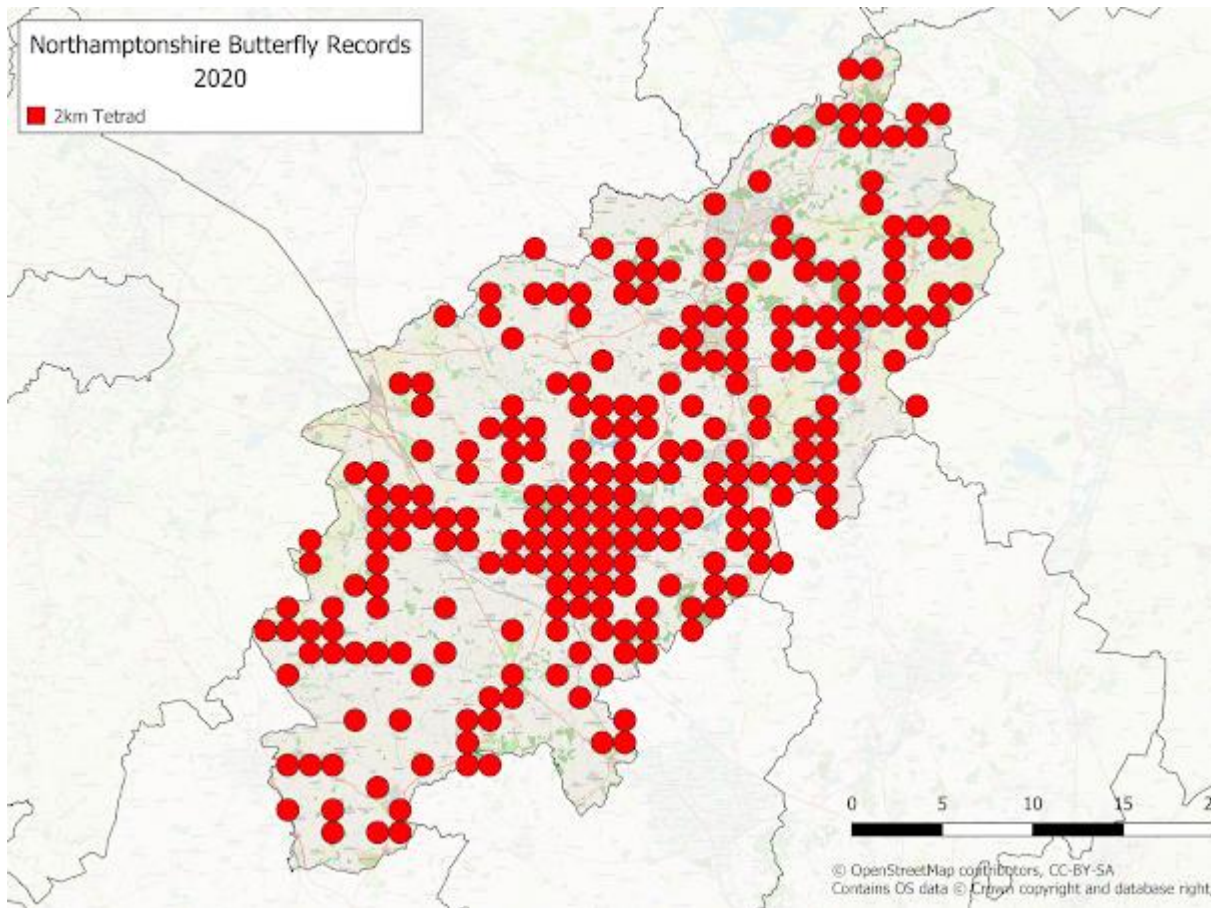 Northamptonshire Butterfly Records
2020
2km Tetrad
0 5 10 15
© OpenStreetMap contributors, CC-BY-SA
Contains OS data © Crown copyright and database right